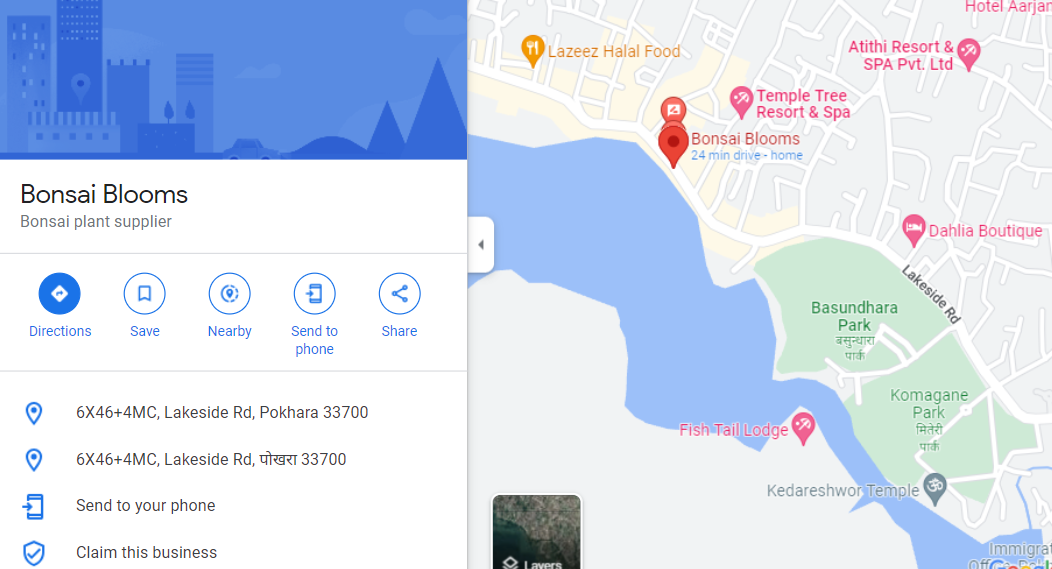 Bonsai Blooms
Bonsai plant supplier
Directions
Save
Nearby
Send to
phone
Share
6X46+4MC, Lakeside Rd, Pokhara 33700
6X46+4MC, Lakeside Rd, पोखरा 33700
Send to your phone
Claim this business
Hotel Aarjan
Lazeez Halal Food
Atithi Resort &
SPA Pvt. Ltd
Temple Tree
Resort & Spa
Bonsai Blooms
24 min drive - home
Dahlia Boutique
Lakeside Rd
Basundhara
Park
बसुन्धारा
पार्क
Komagane
Park
मितेरी
पार्क
Fish Tail Lodge
Kedareshwor Temple
Layers
Immigrat
Google